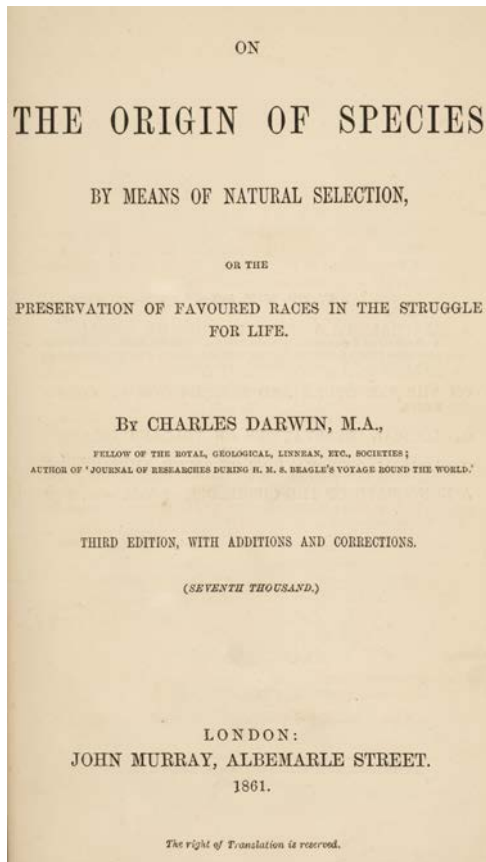 ON
THE ORIGIN OF SPECIES
BY MEANS OF NATURAL SELECTION,
OR THE
PRESERVATION OF FAVOURED RACES IN THE STRUGGLE
FOR LIFE.
BY CHARLES DARWIN, M.A.,
FELLOW OF THE ROYAL, GEOLOGICAL, LINNEAN, ETC., SOCIETIES;
AUTHOR OF 'JOURNAL OF RESEARCHES DURING H. M. S. BEAGLE'S VOYAGE ROUND THE WORLD.'
THIRD EDITION, WITH ADDITIONS AND CORRECTIONS.
(SEVENTH THOUSAND.)
LONDON:
JOHN MURRAY, ALBEMARLE STREET.
1861.
The right of Translation is reserved.